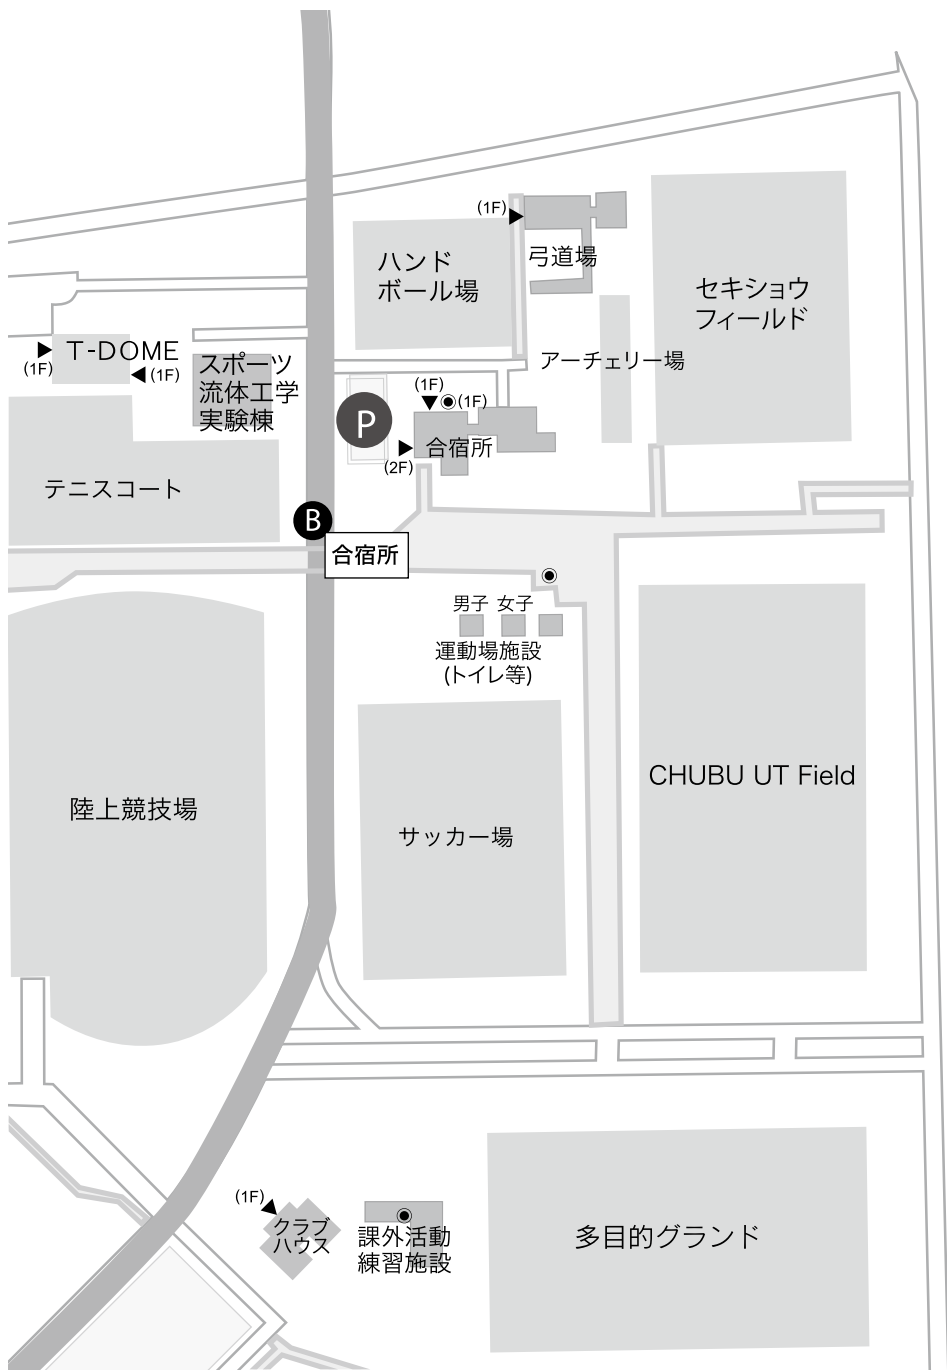 (1F)
ハンド
ボール場
弓道場
セキショウ
フィールド
T-DOME
(1F)
(1F)
スポーツ
流体工学
実験棟
アーチェリー場
P
(1F)
(1F)
合宿所
(2F)
テニスコート
B
合宿所
男子 女子
運動場施設
(トイレ等)
CHUBU UT Field
陸上競技場
サッカー場
(1F)
クラブ
ハウス
課外活動
練習施設
多目的グランド